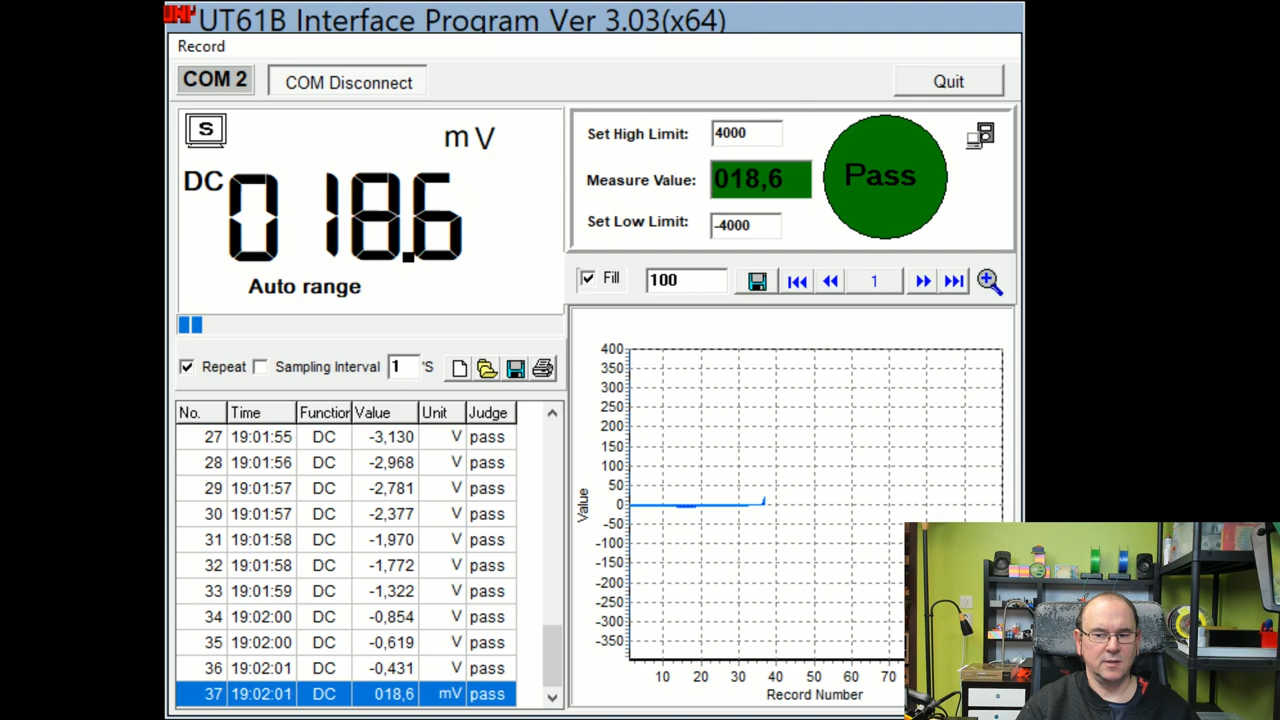 UT61B Interface Program Ver 3.03(x64)
Record
COM 2 COM Disconnect Quit
S
mV
DC 018.6
Auto range
Set High Limit: 4000
Measure Value: 018,6
Set Low Limit: -4000
Pass
Fill 100 1
Repeat Sampling Interval 1 'S
No. Time Function Value Unit Judge
27 19:01:55 DC -3,130 V pass
28 19:01:56 DC -2,968 V pass
29 19:01:57 DC -2,781 V pass
30 19:01:57 DC -2,377 V pass
31 19:01:58 DC -1,970 V pass
32 19:01:58 DC -1,772 V pass
33 19:01:59 DC -1,322 V pass
34 19:02:00 DC -0,854 V pass
35 19:02:00 DC -0,619 V pass
36 19:02:01 DC -0,431 V pass
37 19:02:01 DC 018,6 mV pass
Value
400
350
300
250
200
150
100
50
0
-50
-100
-150
-200
-250
-300
-350
10 20 30 40 50 60 70
Record Number